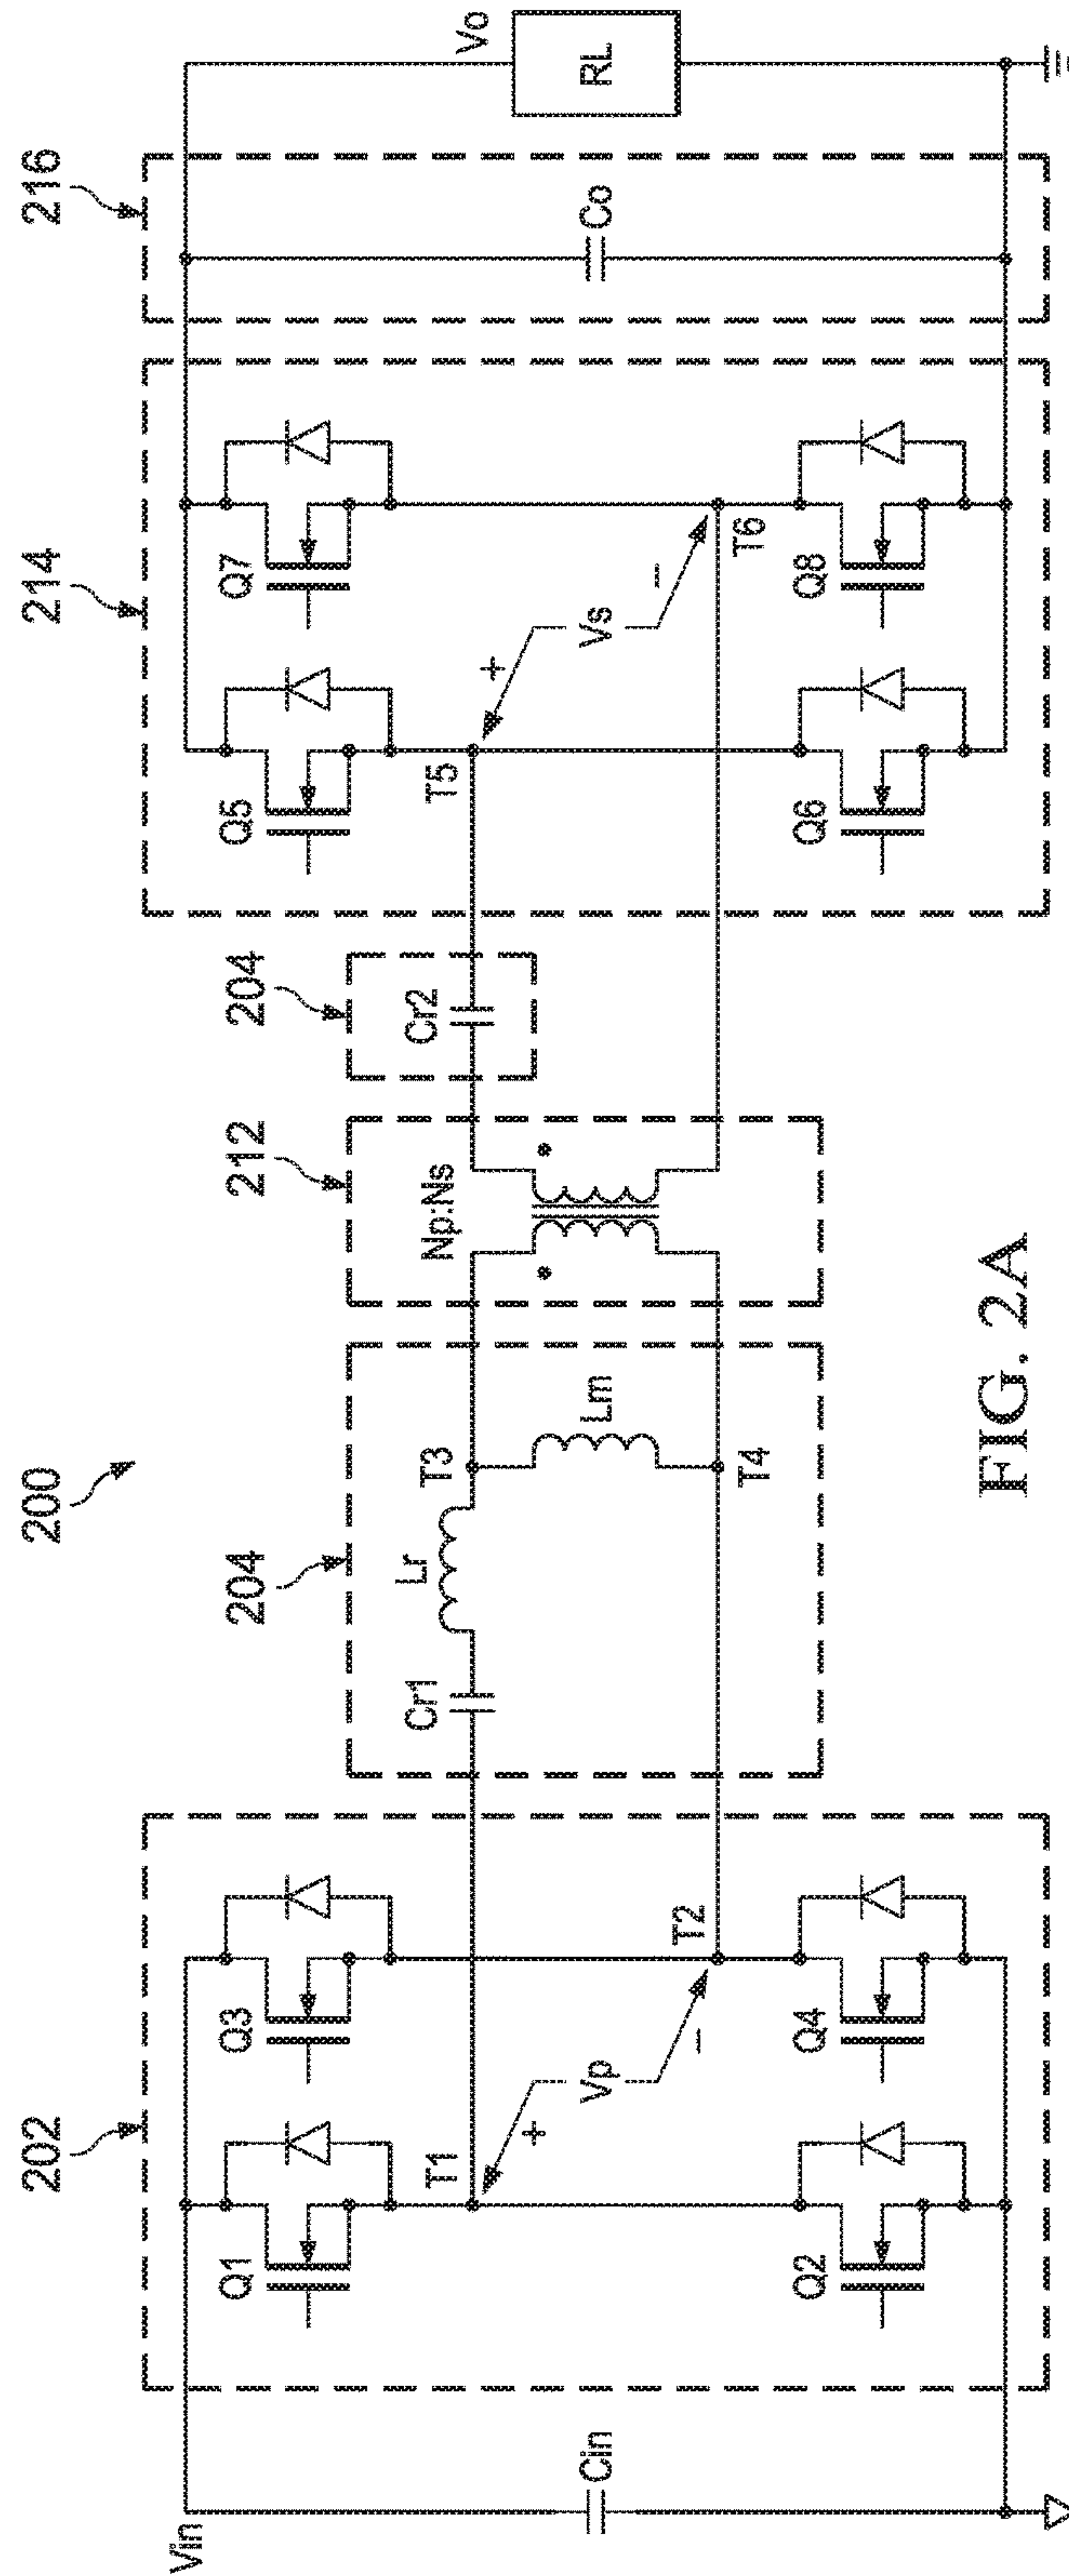 200
202
204
212
204
214
216
Vin
Cin
Q1
Q3
T1
+
Vp
−
T2
Q2
Q4
Cr1
Lr
T3
Lm
T4
Np:Ns
Cr2
Q5
Q7
T5
+
Vs
−
T6
Q6
Q8
Co
Vo
RL
FIG. 2A